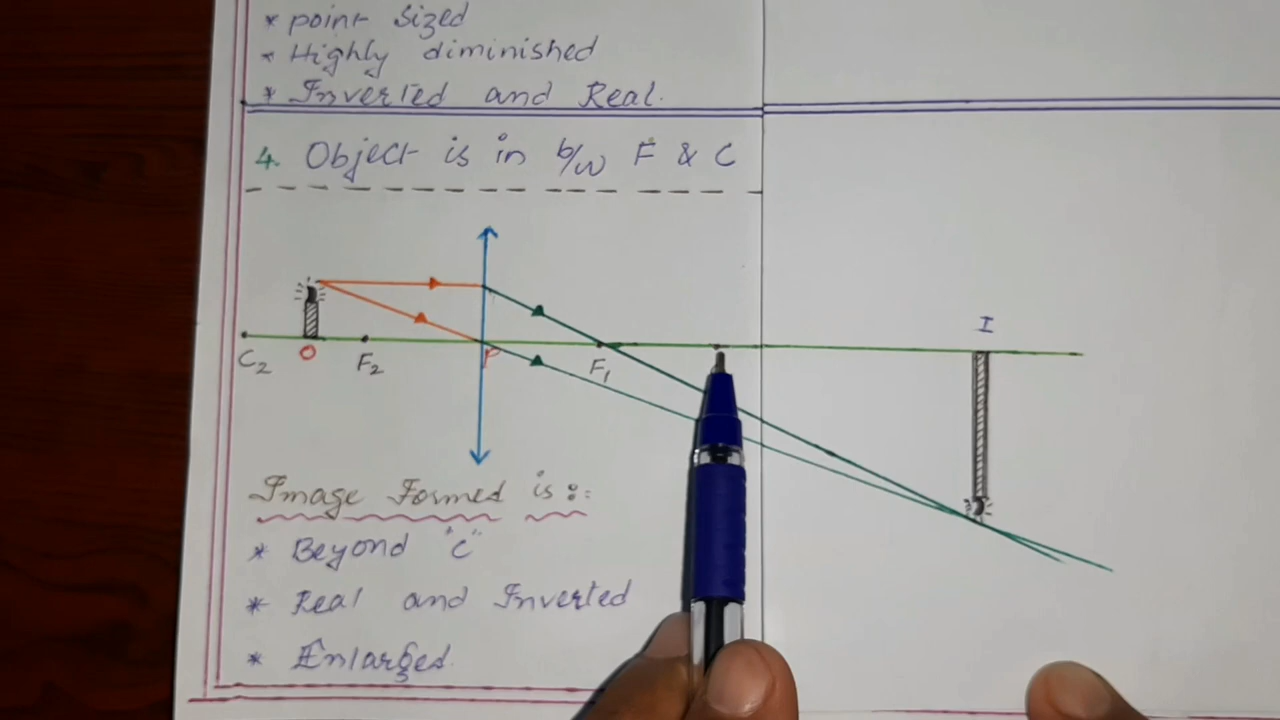 * point Sized
* Highly diminished
* Inverted and Real.
4. Object is in b/w F & C
I
C2
O
F2
P
F1
Image Formed is :-
* Beyond "C"
* Real and Inverted
* Enlarged.